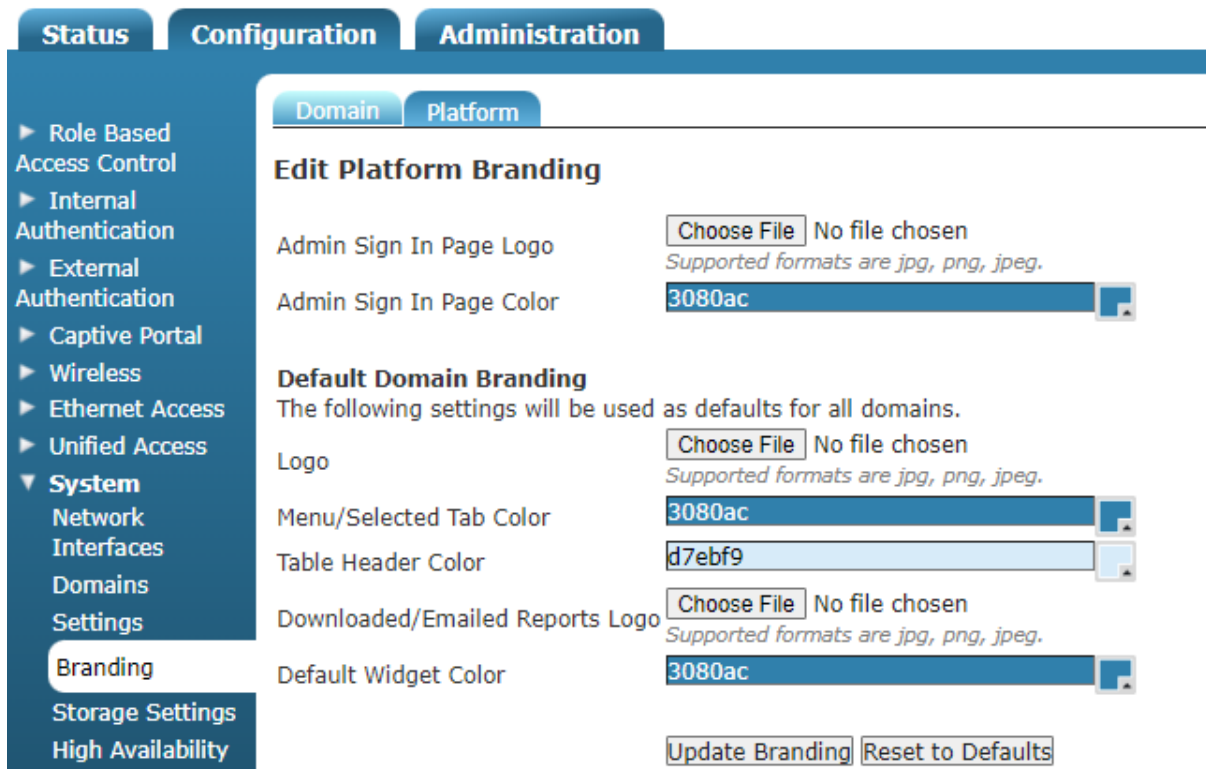 Status Configuration Administration
Role Based
Access Control
Internal
Authentication
External
Authentication
Captive Portal
Wireless
Ethernet Access
Unified Access
System
Network
Interfaces
Domains
Settings
Branding
Storage Settings
High Availability
Domain Platform
Edit Platform Branding
Admin Sign In Page Logo Choose File No file chosen
Supported formats are jpg, png, jpeg.
Admin Sign In Page Color 3080ac
Default Domain Branding
The following settings will be used as defaults for all domains.
Logo Choose File No file chosen
Supported formats are jpg, png, jpeg.
Menu/Selected Tab Color 3080ac
Table Header Color d7ebf9
Downloaded/Emailed Reports Logo Choose File No file chosen
Supported formats are jpg, png, jpeg.
Default Widget Color 3080ac
Update Branding Reset to Defaults